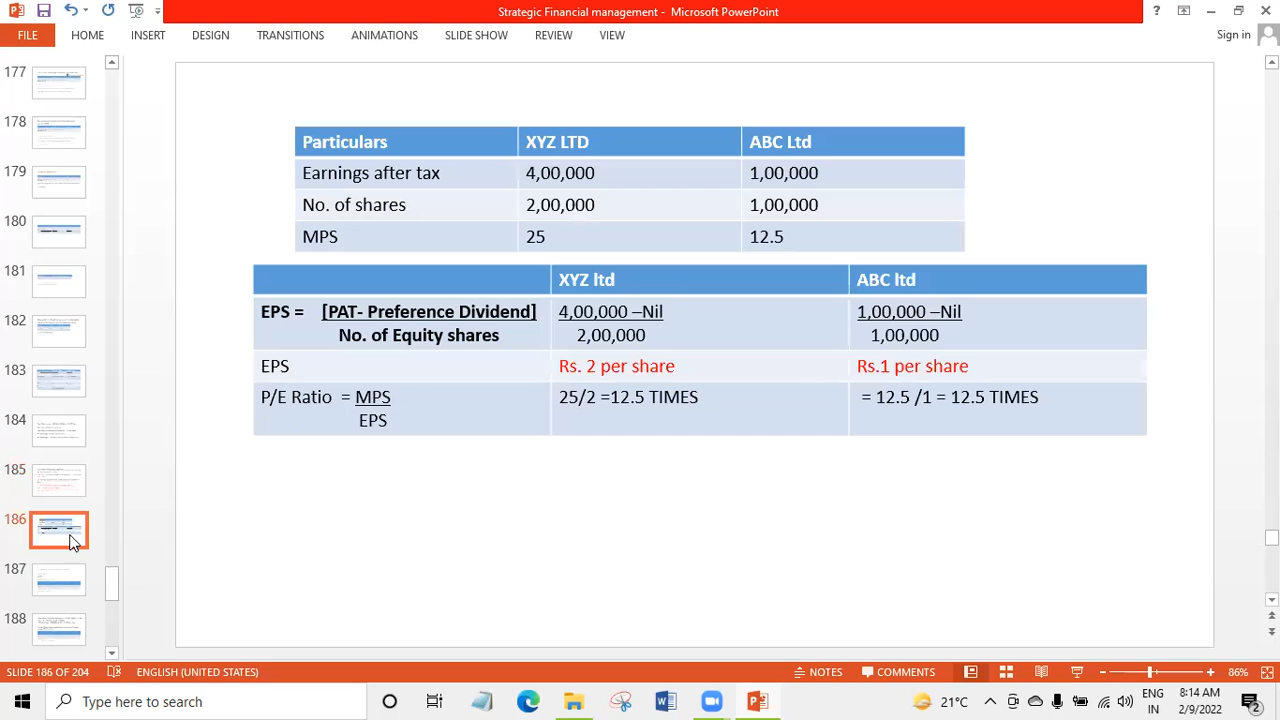 Strategic Financial management - Microsoft PowerPoint
?
FILE HOME INSERT DESIGN TRANSITIONS ANIMATIONS SLIDE SHOW REVIEW VIEW Sign in
177
178
179
180
181
182
183
184
185
186
187
188
Particulars XYZ LTD ABC Ltd
Earnings after tax 4,00,000 1,00,000
No. of shares 2,00,000 1,00,000
MPS 25 12.5
XYZ ltd ABC ltd
EPS = [PAT- Preference Dividend] 4,00,000 –Nil 1,00,000 –Nil
No. of Equity shares 2,00,000 1,00,000
EPS Rs. 2 per share Rs.1 per share
P/E Ratio = MPS 25/2 =12.5 TIMES = 12.5 /1 = 12.5 TIMES
EPS
SLIDE 186 OF 204 ENGLISH (UNITED STATES) NOTES COMMENTS 86%
Type here to search 21°C ENG IN 8:14 AM 2/9/2022 2